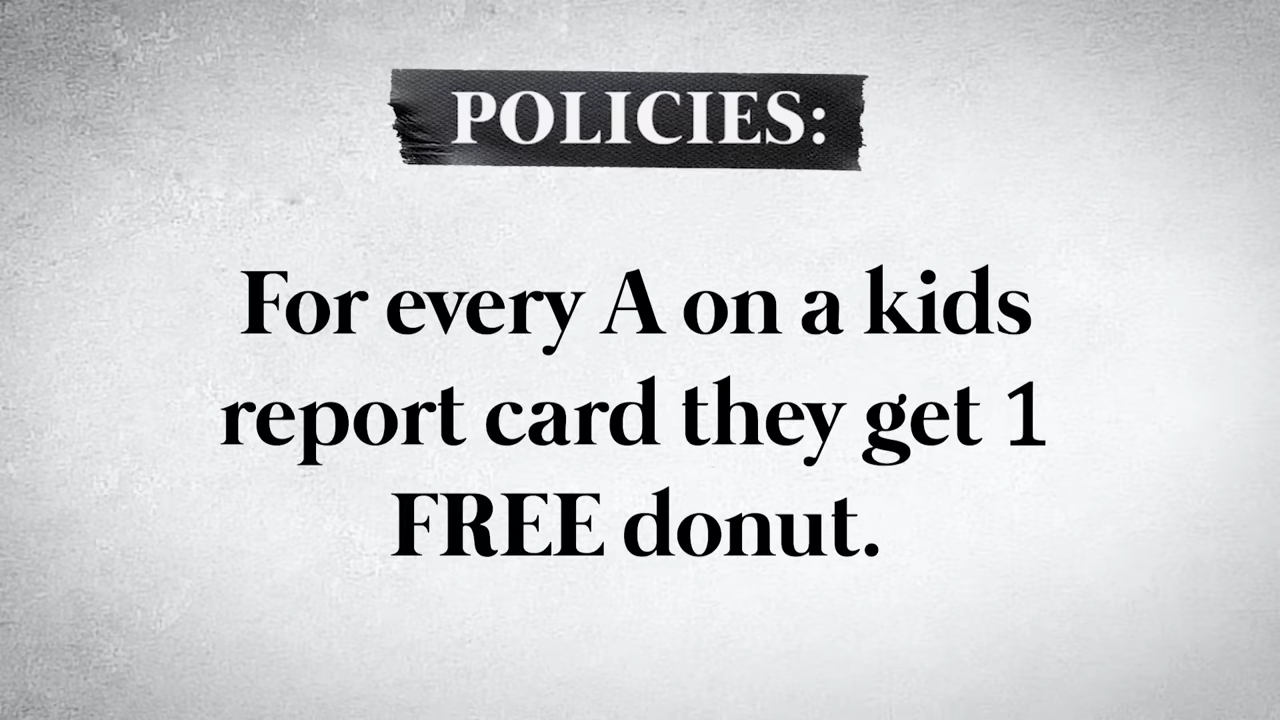 POLICIES:
For every A on a kids
report card they get 1
FREE donut.